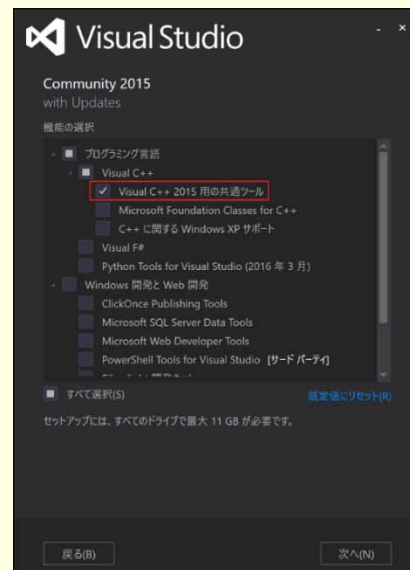 Visual Studio
Community 2015
with Updates
機能の選択
プログラミング言語
Visual C++
Visual C++ 2015 用の共通ツール
Microsoft Foundation Classes for C++
C++ に関する Windows XP サポート
Visual F#
Python Tools for Visual Studio (2016 年 3 月)
Windows 開発と Web 開発
ClickOnce Publishing Tools
Microsoft SQL Server Data Tools
Microsoft Web Developer Tools
PowerShell Tools for Visual Studio [サード パーティ]
すべて選択(S)
既定値にリセット(R)
セットアップには、すべてのドライブで最大 11 GB が必要です。
戻る(B)
次へ(N)